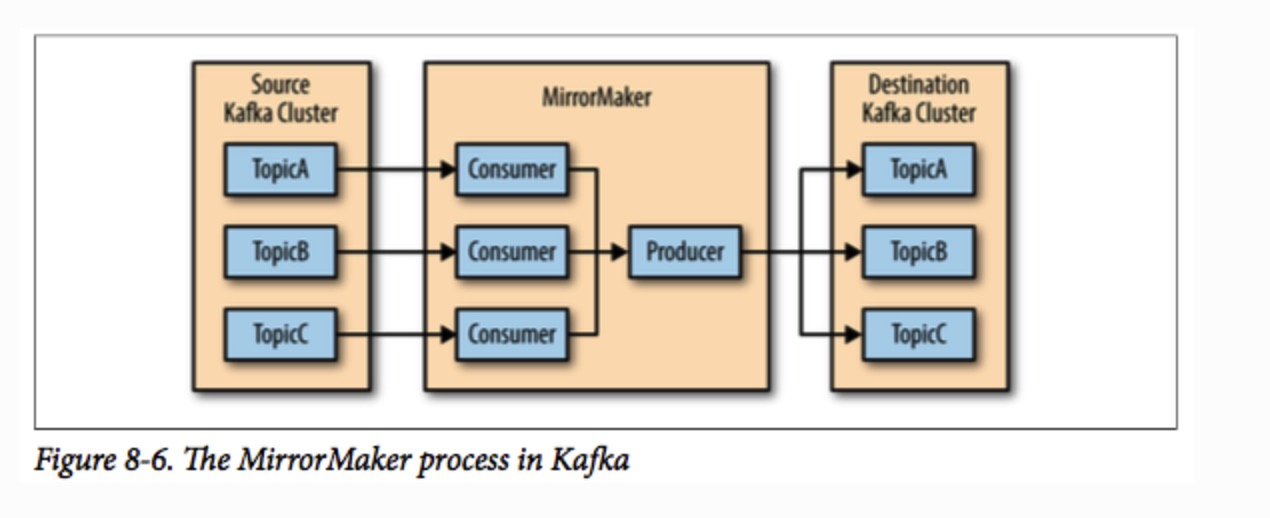 Source
Kafka Cluster
TopicA
TopicB
TopicC
MirrorMaker
Consumer
Consumer
Consumer
Producer
Destination
Kafka Cluster
TopicA
TopicB
TopicC
Figure 8-6. The MirrorMaker process in Kafka